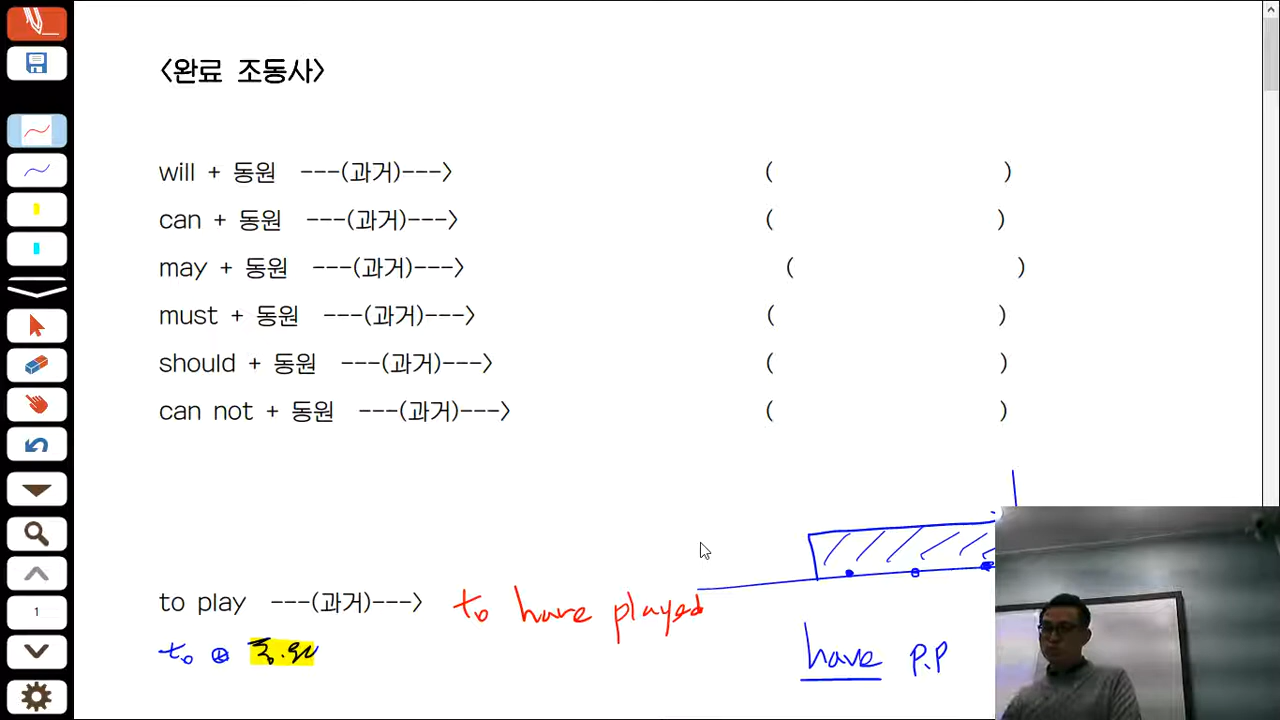 <완료 조동사>
will + 동원 ---(과거)---> ( )
can + 동원 ---(과거)---> ( )
may + 동원 ---(과거)---> ( )
must + 동원 ---(과거)---> ( )
should + 동원 ---(과거)---> ( )
can not + 동원 ---(과거)---> ( )
to play ---(과거)---> to have played
to + 동.원
have p.p
1